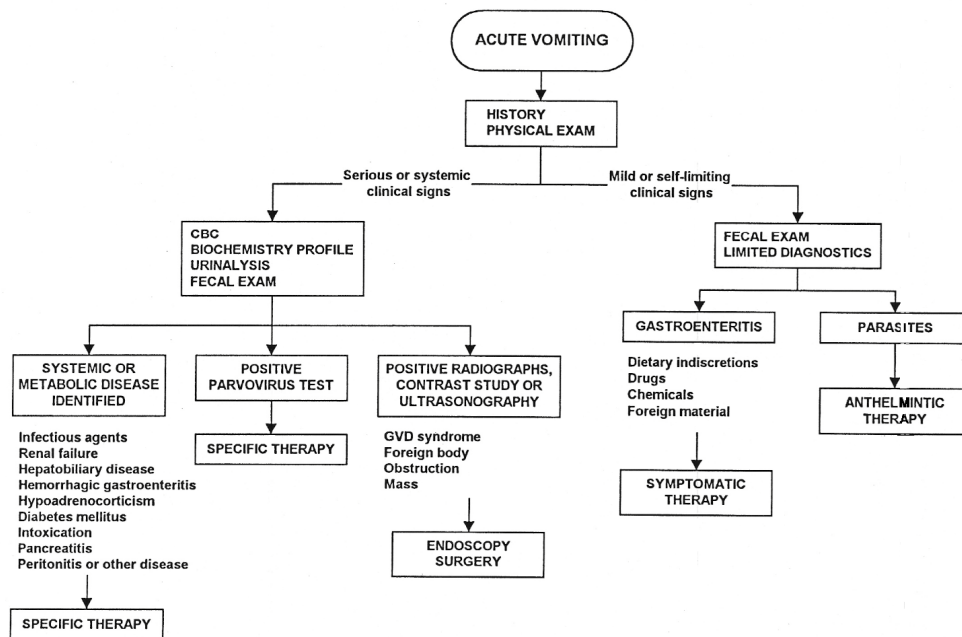 ACUTE VOMITING
HISTORY
PHYSICAL EXAM
Serious or systemic
clinical signs
Mild or self-limiting
clinical signs
CBC
BIOCHEMISTRY PROFILE
URINALYSIS
FECAL EXAM
FECAL EXAM
LIMITED DIAGNOSTICS
SYSTEMIC OR
METABOLIC DISEASE
IDENTIFIED
POSITIVE
PARVOVIRUS TEST
POSITIVE RADIOGRAPHS,
CONTRAST STUDY OR
ULTRASONOGRAPHY
GASTROENTERITIS
PARASITES
Infectious agents
Renal failure
Hepatobiliary disease
Hemorrhagic gastroenteritis
Hypoadrenocorticism
Diabetes mellitus
Intoxication
Pancreatitis
Peritonitis or other disease
SPECIFIC THERAPY
SPECIFIC THERAPY
GVD syndrome
Foreign body
Obstruction
Mass
ENDOSCOPY
SURGERY
Dietary indiscretions
Drugs
Chemicals
Foreign material
SYMPTOMATIC
THERAPY
ANTHELMINTIC
THERAPY